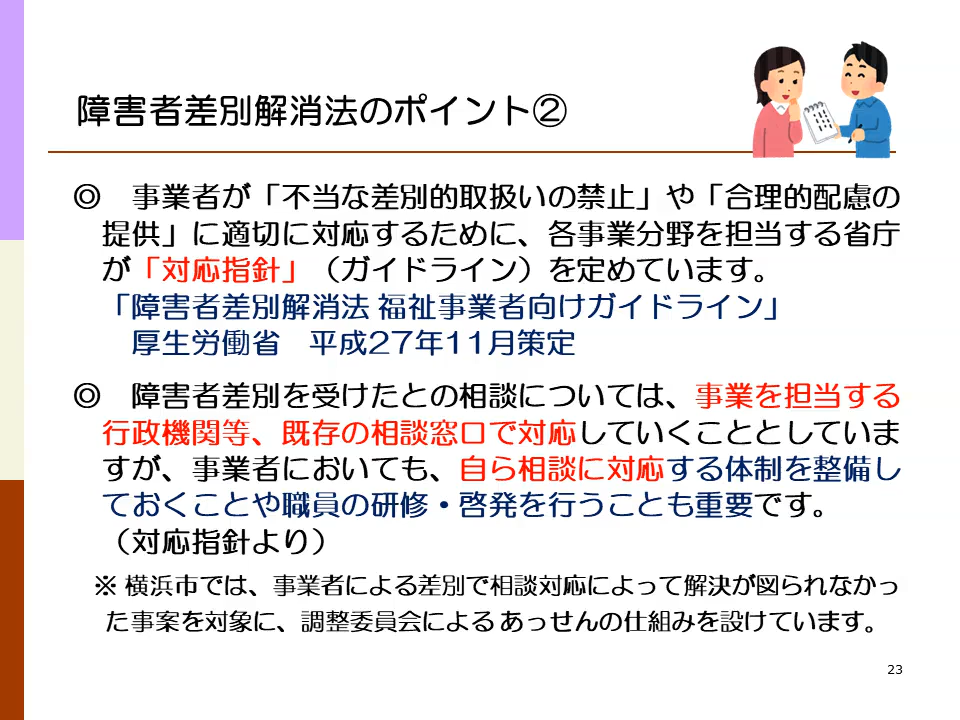 障害者差別解消法のポイント②
◎　事業者が「不当な差別的取扱いの禁止」や「合理的配慮の
提供」に適切に対応するために、各事業分野を担当する省庁
が「対応指針」（ガイドライン）を定めています。
「障害者差別解消法 福祉事業者向けガイドライン」
厚生労働省　平成27年11月策定
◎　障害者差別を受けたとの相談については、事業を担当する
行政機関等、既存の相談窓口で対応していくこととしていま
すが、事業者においても、自ら相談に対応する体制を整備し
ておくことや職員の研修・啓発を行うことも重要です。
（対応指針より）
※ 横浜市では、事業者による差別で相談対応によって解決が図られなかっ
た事案を対象に、調整委員会によるあっせんの仕組みを設けています。
23